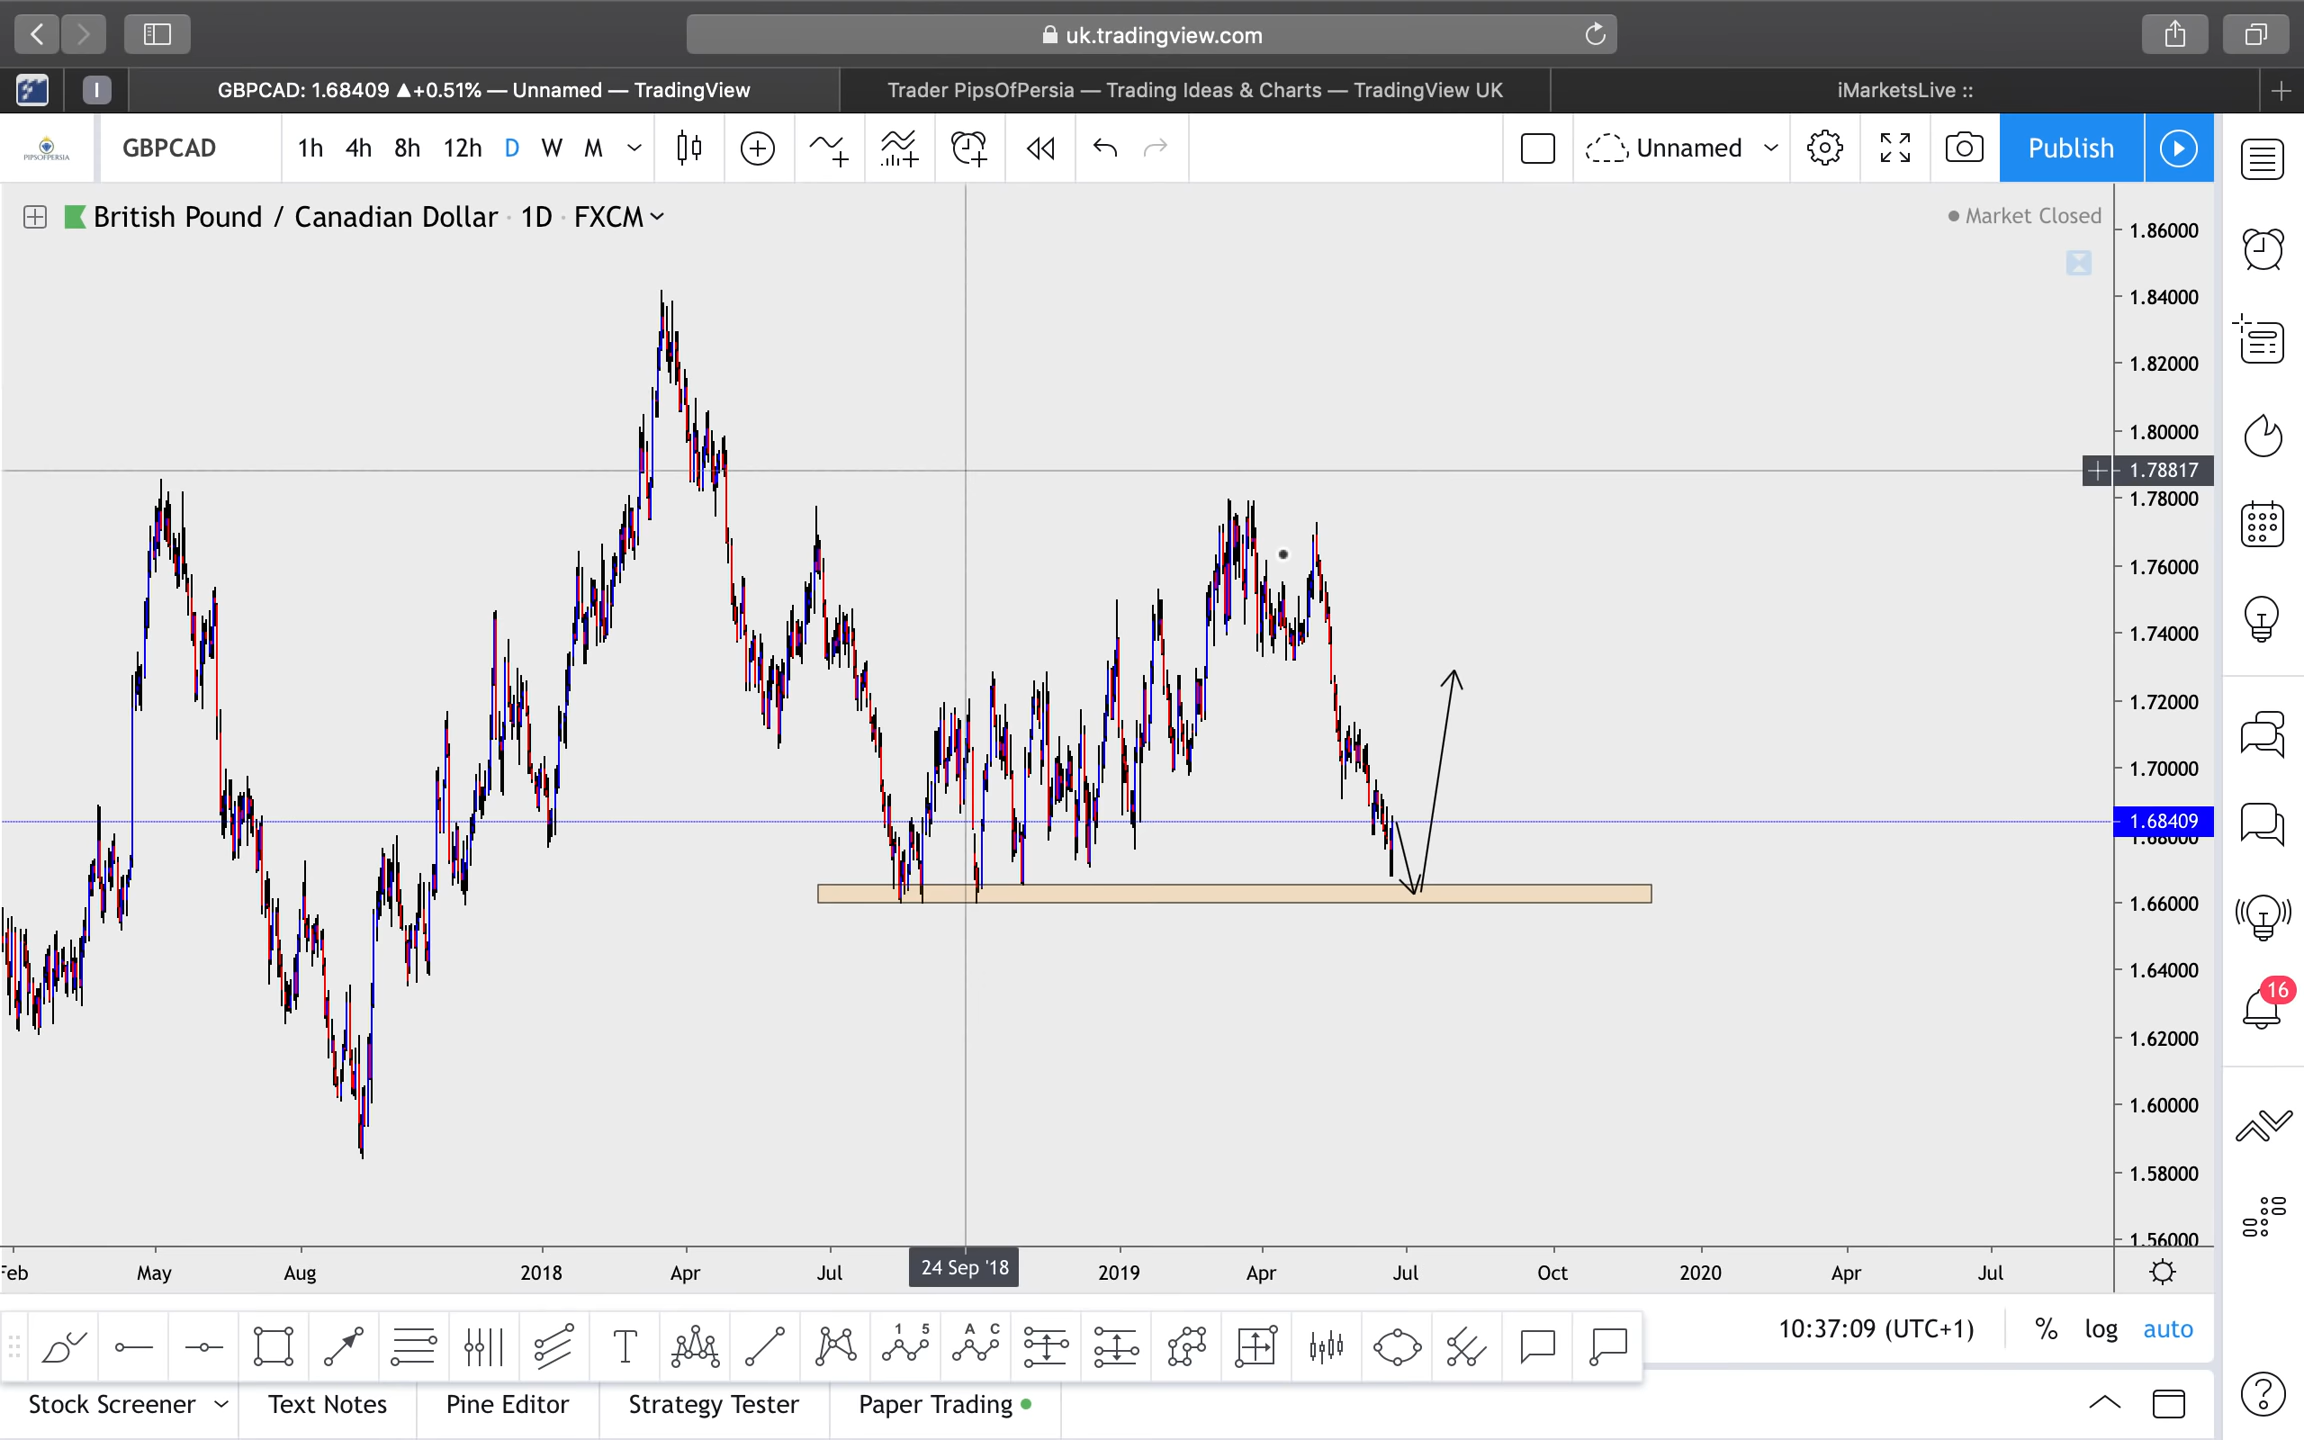 uk.tradingview.com
I
GBPCAD: 1.68409 ▲+0.51% — Unnamed — TradingView
Trader PipsOfPersia — Trading Ideas & Charts — TradingView UK
iMarketsLive ::
PIPSOFPERSIA
GBPCAD
1h 4h 8h 12h D W M
Unnamed
Publish
British Pound / Canadian Dollar · 1D · FXCM
Market Closed
1.86000
1.84000
1.82000
1.80000
1.78817
1.78000
1.76000
1.74000
1.72000
1.70000
1.68409
1.68000
1.66000
1.64000
1.62000
1.60000
1.58000
1.56000
16
Feb May Aug 2018 Apr Jul 24 Sep '18 2019 Apr Jul Oct 2020 Apr Jul
T
1 5
A C
10:37:09 (UTC+1)
% log auto
Stock Screener Text Notes Pine Editor Strategy Tester Paper Trading